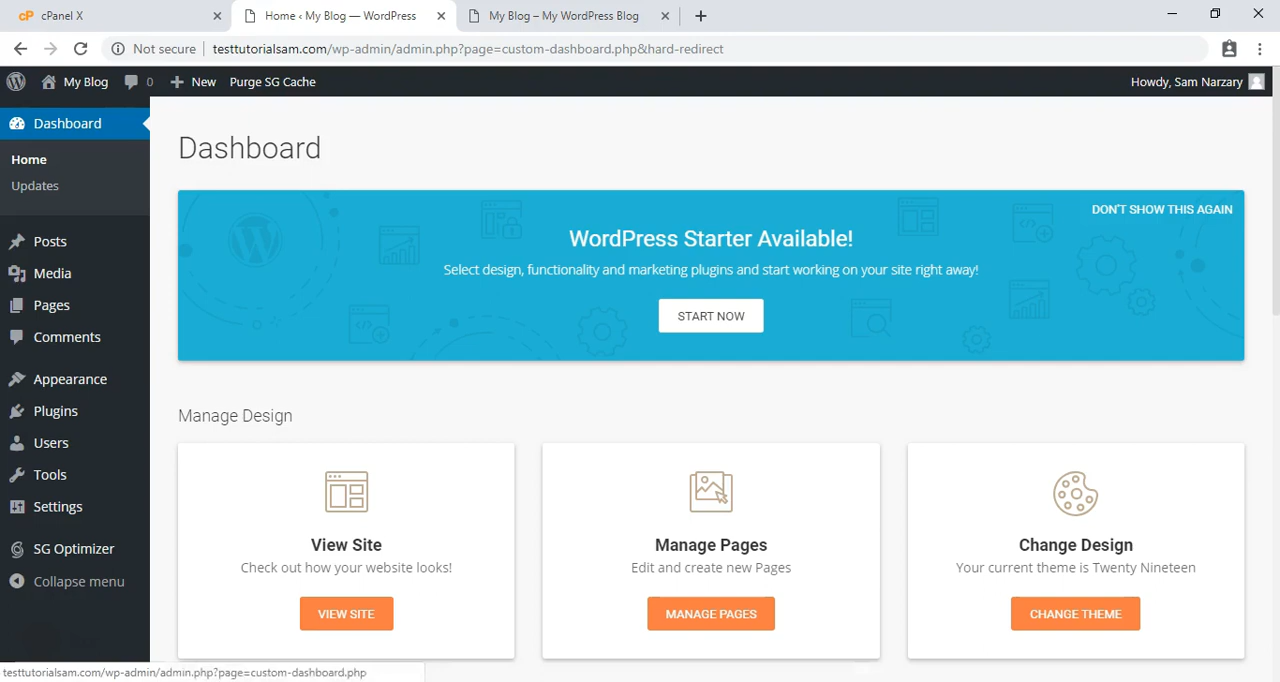 cPanel X
Home ‹ My Blog — WordPress
My Blog – My WordPress Blog
Not secure
testtutorialsam.com/wp-admin/admin.php?page=custom-dashboard.php&hard-redirect
My Blog
0
New
Purge SG Cache
Howdy, Sam Narzary
Dashboard
Home
Updates
Posts
Media
Pages
Comments
Appearance
Plugins
Users
Tools
Settings
SG Optimizer
Collapse menu
Dashboard
DON'T SHOW THIS AGAIN
WordPress Starter Available!
Select design, functionality and marketing plugins and start working on your site right away!
START NOW
Manage Design
View Site
Check out how your website looks!
VIEW SITE
Manage Pages
Edit and create new Pages
MANAGE PAGES
Change Design
Your current theme is Twenty Nineteen
CHANGE THEME
testtutorialsam.com/wp-admin/admin.php?page=custom-dashboard.php